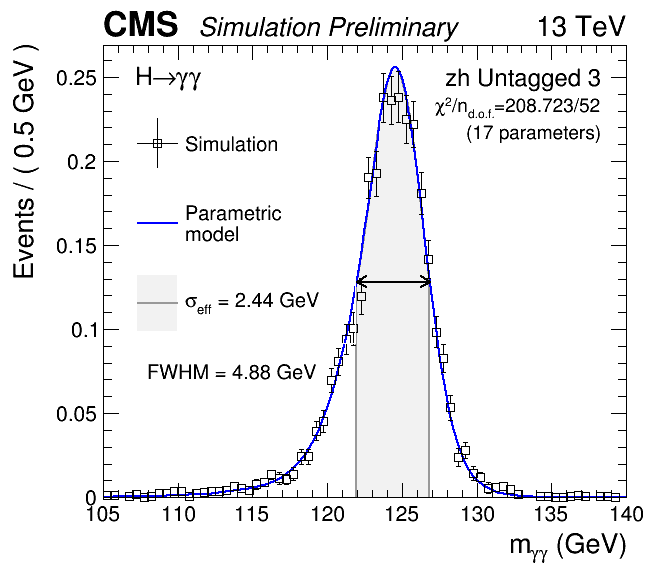 CMS Simulation Preliminary 13 TeV
H→γγ
zh Untagged 3
χ²/n_d.o.f.=208.723/52
(17 parameters)
Simulation
Parametric
model
σ_eff = 2.44 GeV
FWHM = 4.88 GeV
Events / ( 0.5 GeV )
0.25
0.2
0.15
0.1
0.05
0
105 110 115 120 125 130 135 140
m_γγ (GeV)